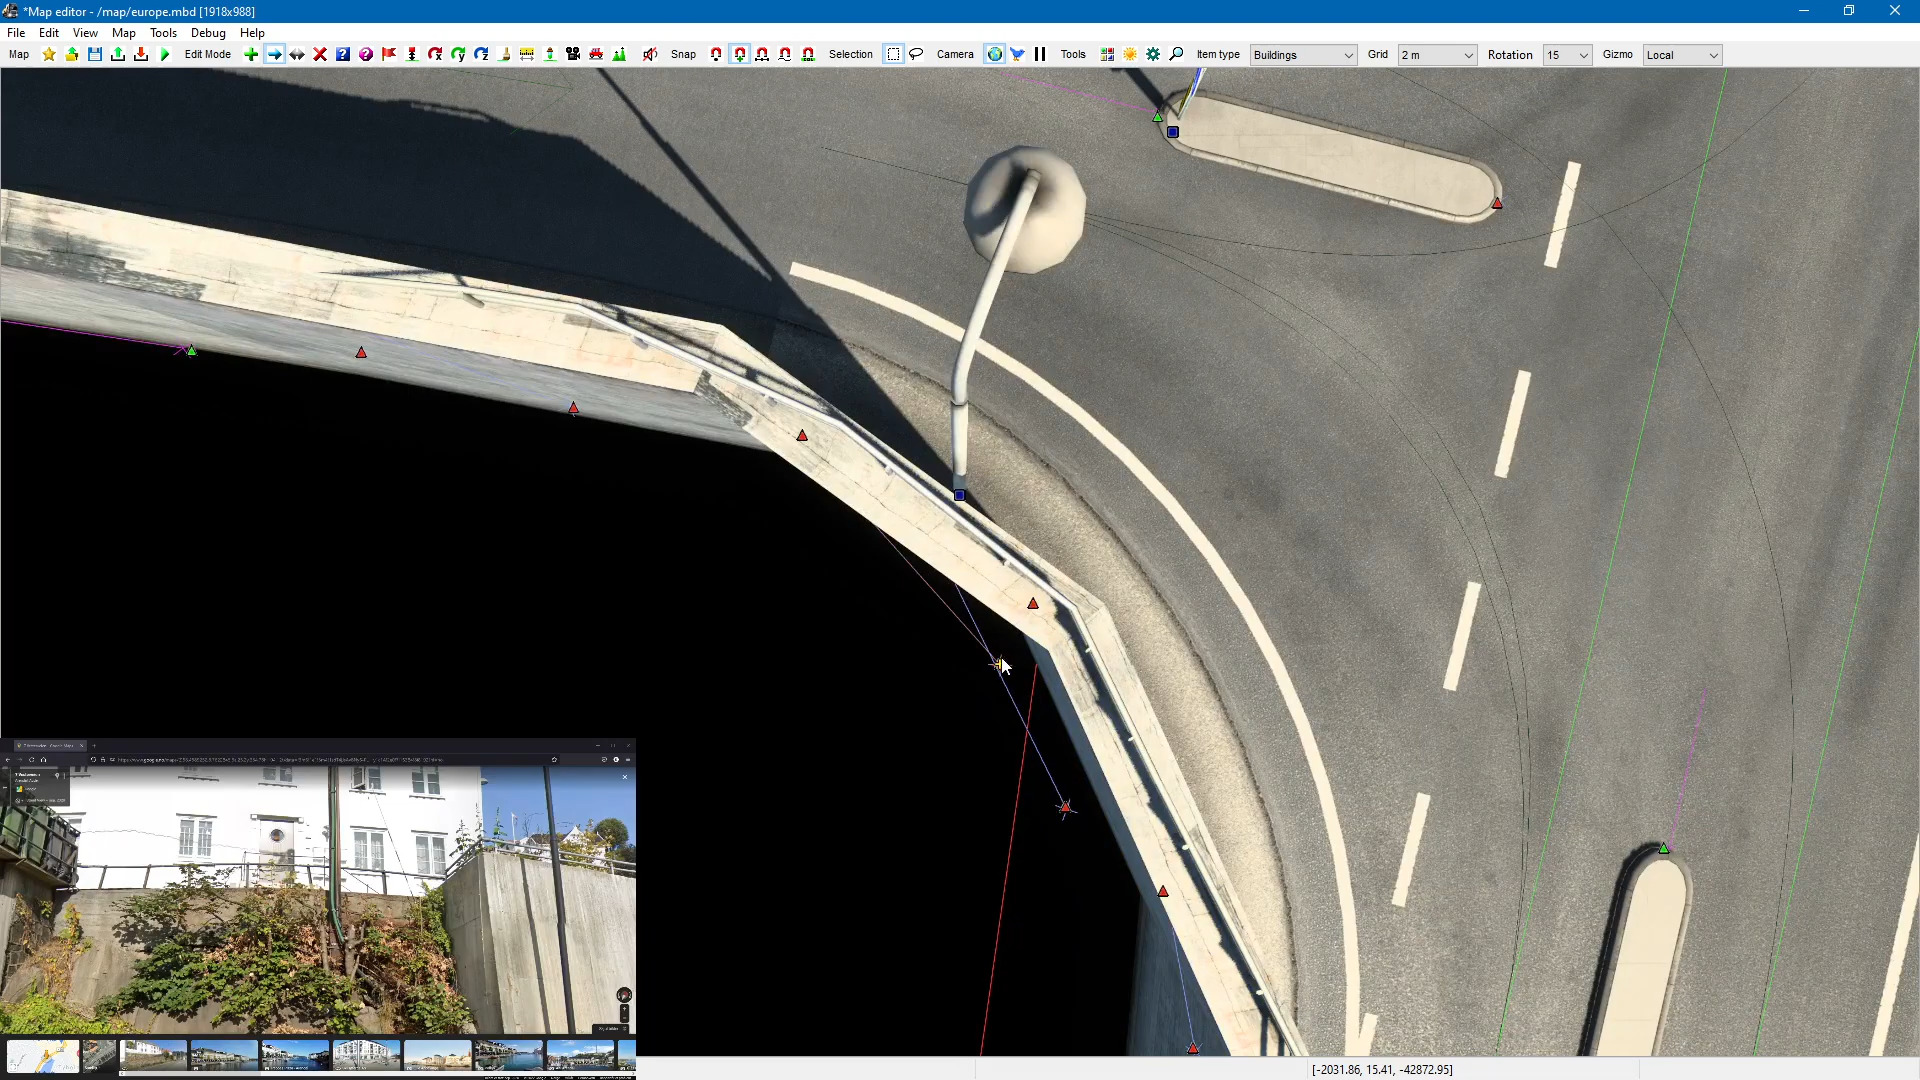 *Map editor - /map/europe.mbd [1918x988]
File Edit View Map Tools Debug Help
Map Edit Mode Snap Selection Camera Tools Item type Buildings Grid 2 m Rotation 15 Gizmo Local
[-2031.86, 15.41, -42872.95]